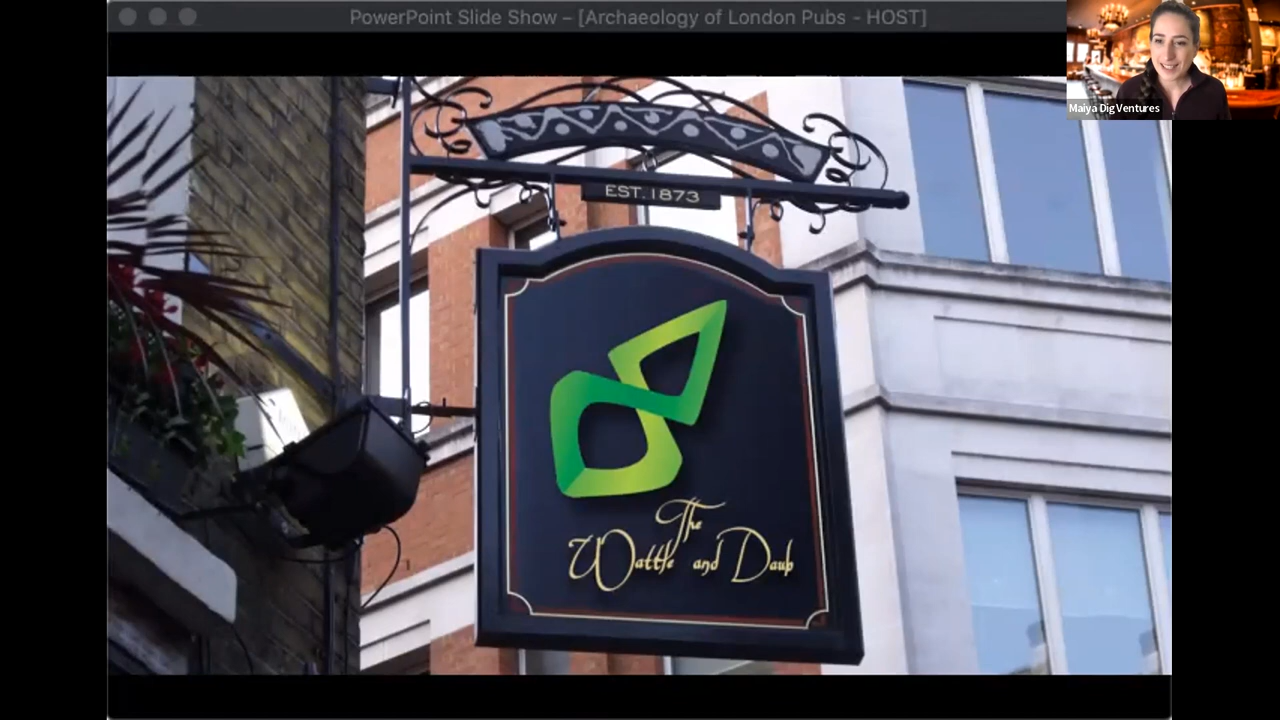 PowerPoint Slide Show – [Archaeology of London Pubs - HOST]
Maiya DigVentures
EST. 1873
The
Wattle and Daub